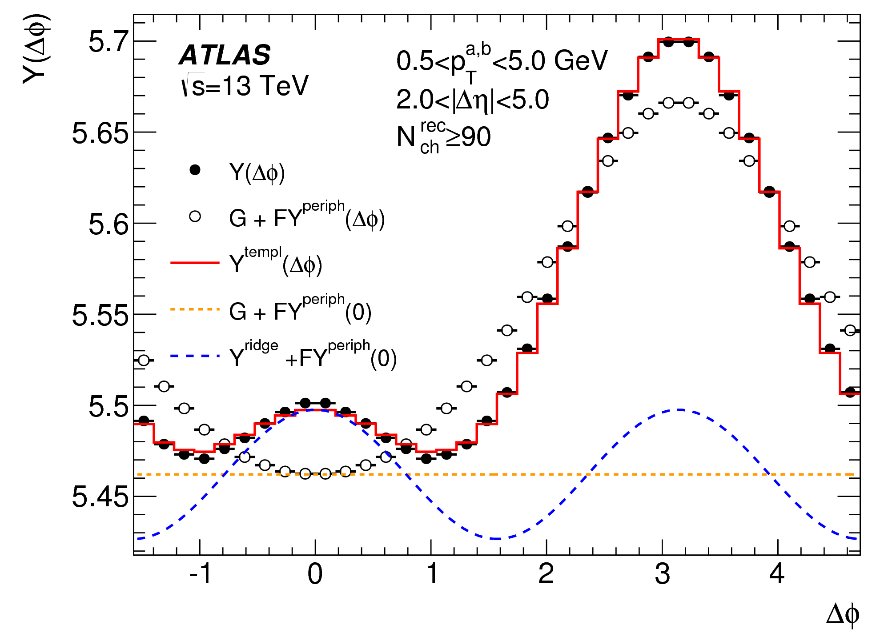 Y(Δϕ)
ATLAS
√s=13 TeV
0.5<p_T^{a,b}<5.0 GeV
2.0<|Δη|<5.0
N_{ch}^{rec}≥90
Y(Δϕ)
G + FY^{periph}(Δϕ)
Y^{templ}(Δϕ)
G + FY^{periph}(0)
Y^{ridge} +FY^{periph}(0)
5.7
5.65
5.6
5.55
5.5
5.45
-1 0 1 2 3 4
Δϕ